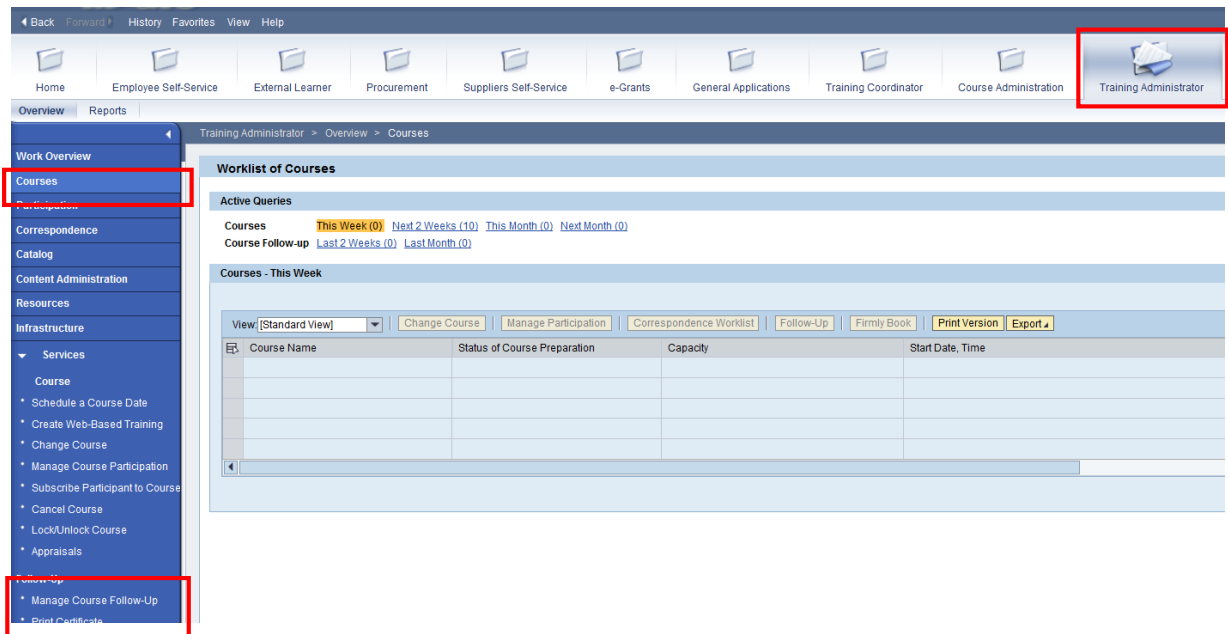 Back Forward History Favorites View Help
Home Employee Self-Service External Learner Procurement Suppliers Self-Service e-Grants General Applications Training Coordinator Course Administration Training Administrator
Overview Reports
Training Administrator > Overview > Courses
Work Overview
Courses
Participation
Correspondence
Catalog
Content Administration
Resources
Infrastructure
Services
Course
Schedule a Course Date
Create Web-Based Training
Change Course
Manage Course Participation
Subscribe Participant to Course
Cancel Course
Lock/Unlock Course
Appraisals
Follow-Up
Manage Course Follow-Up
Print Certificate
Worklist of Courses
Active Queries
Courses This Week (0) Next 2 Weeks (10) This Month (0) Next Month (0)
Course Follow-up Last 2 Weeks (0) Last Month (0)
Courses - This Week
View: [Standard View] Change Course Manage Participation Correspondence Worklist Follow-Up Firmly Book Print Version Export
Course Name Status of Course Preparation Capacity Start Date, Time